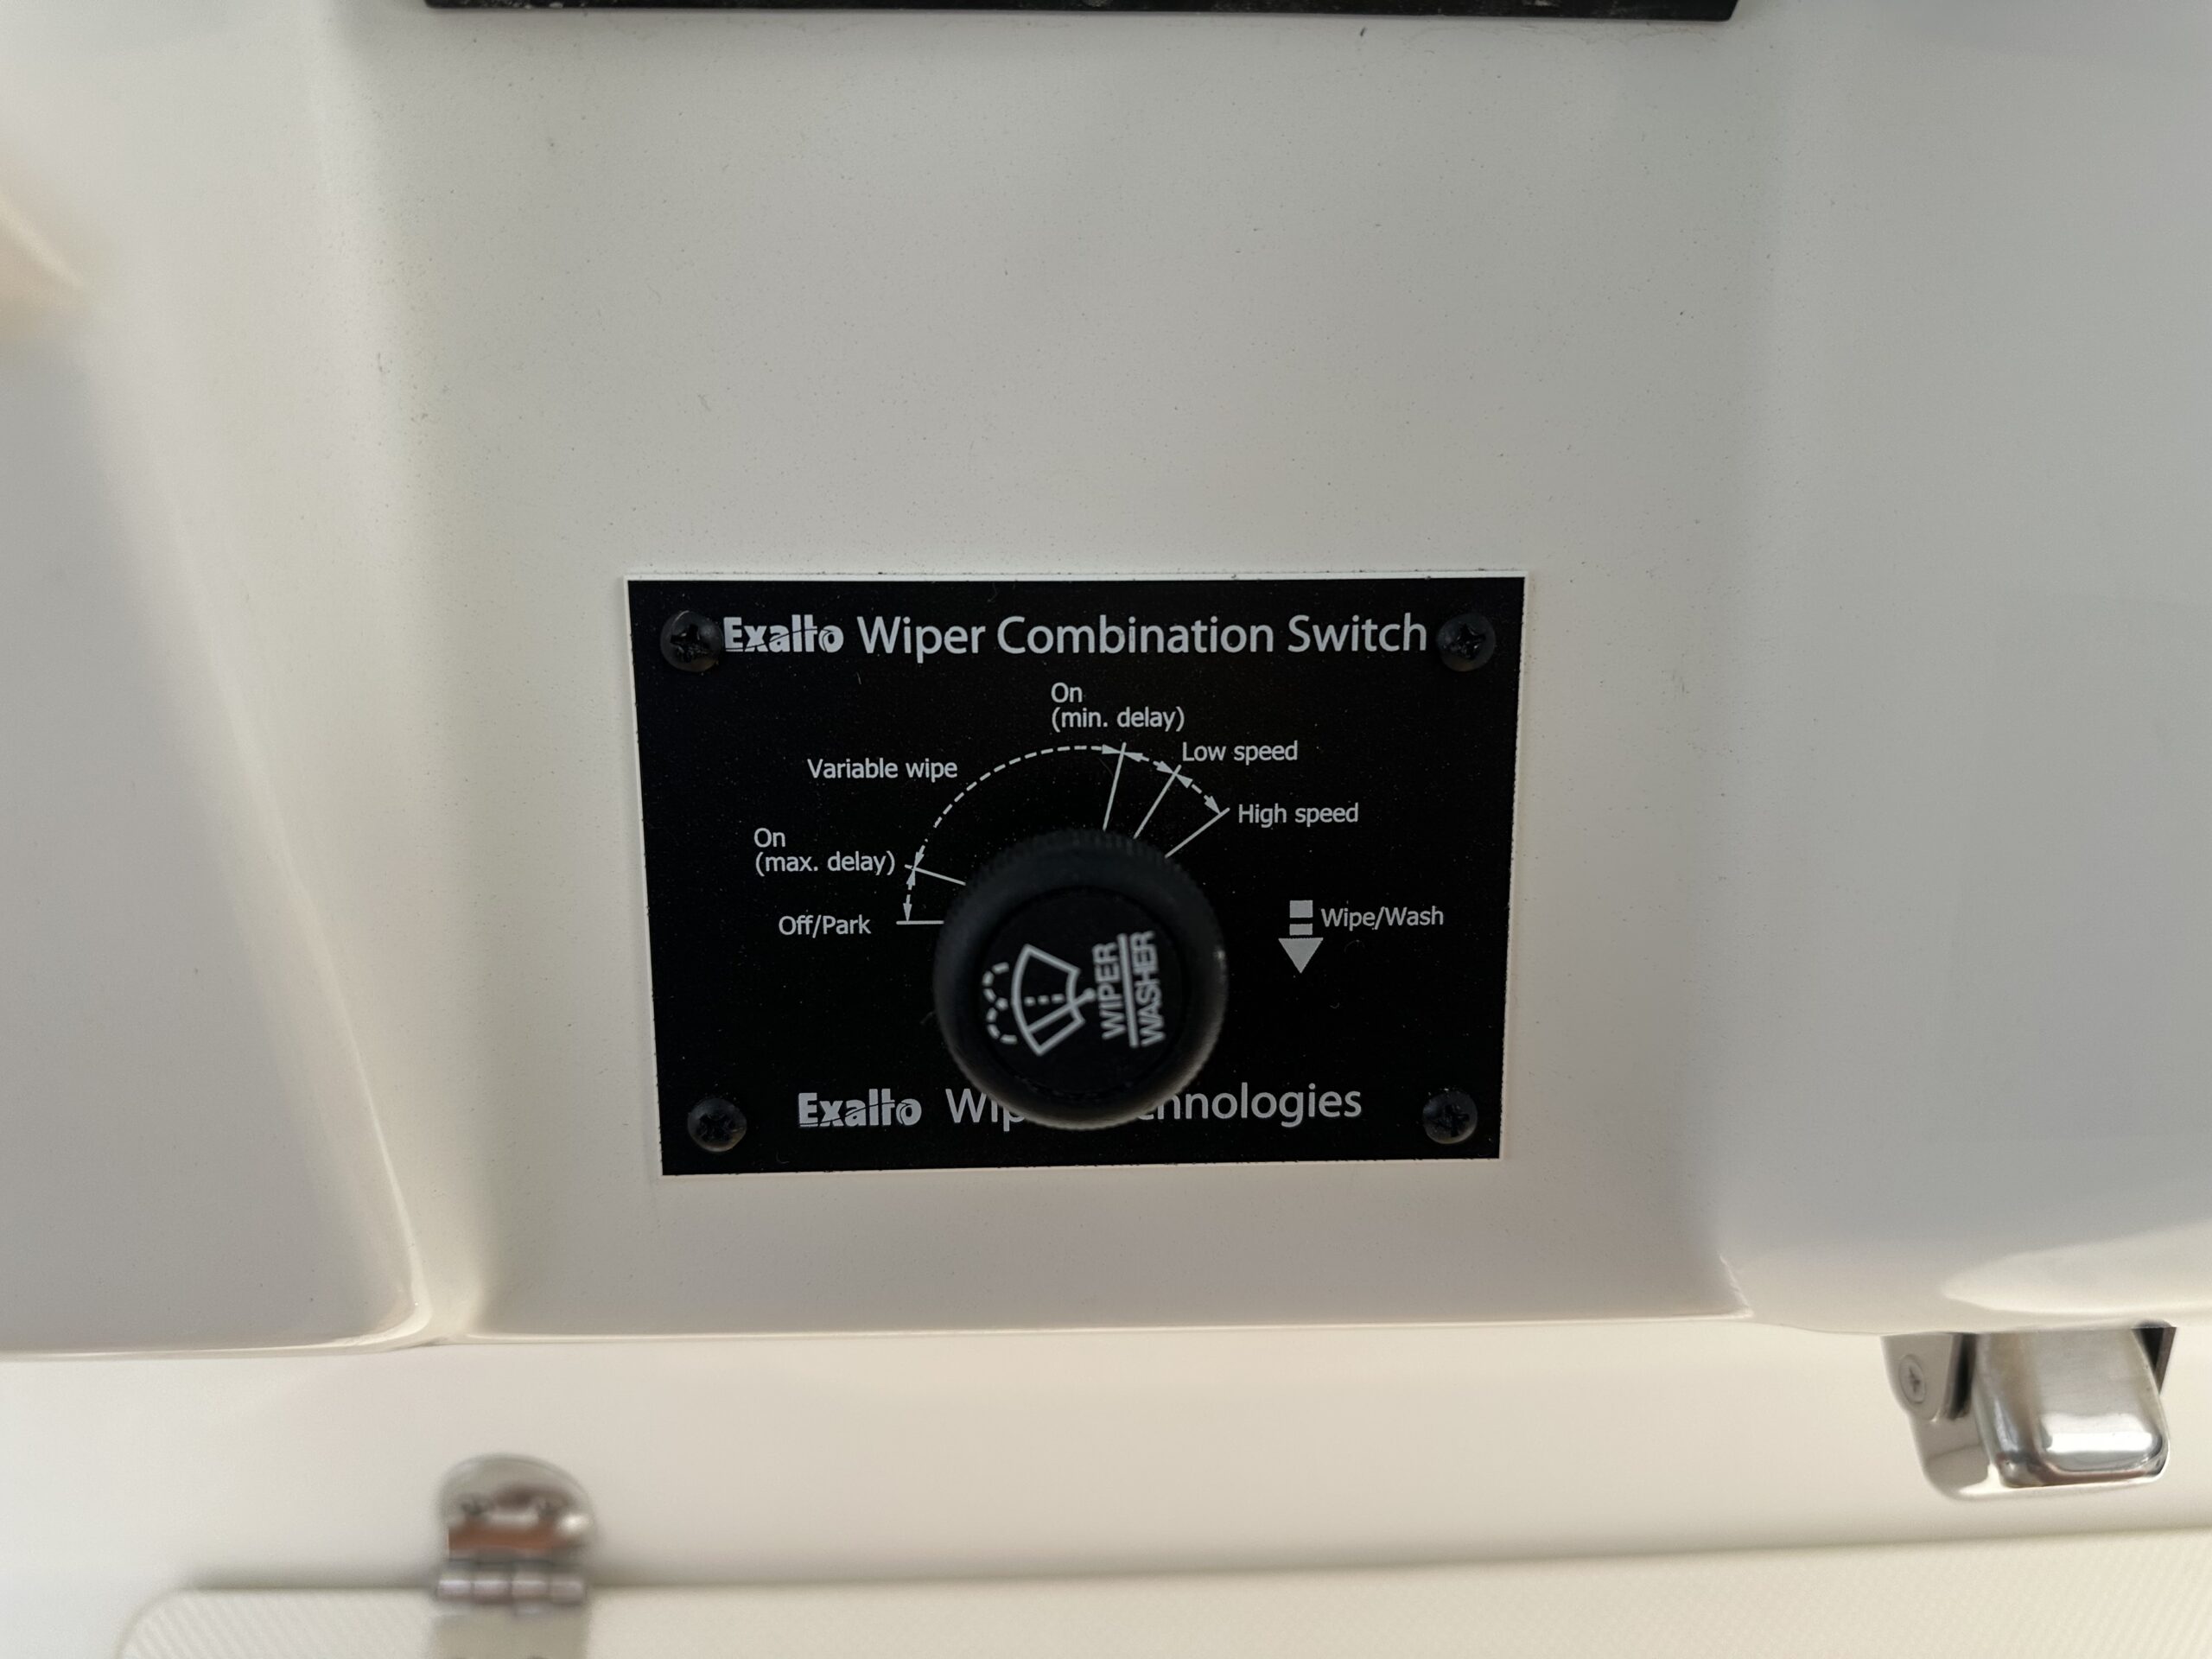 Exalto Wiper Combination Switch
On
(min. delay)
Low speed
Variable wipe
High speed
On
(max. delay)
Off/Park
Wipe/Wash
WIPER
WASHER
Exalto